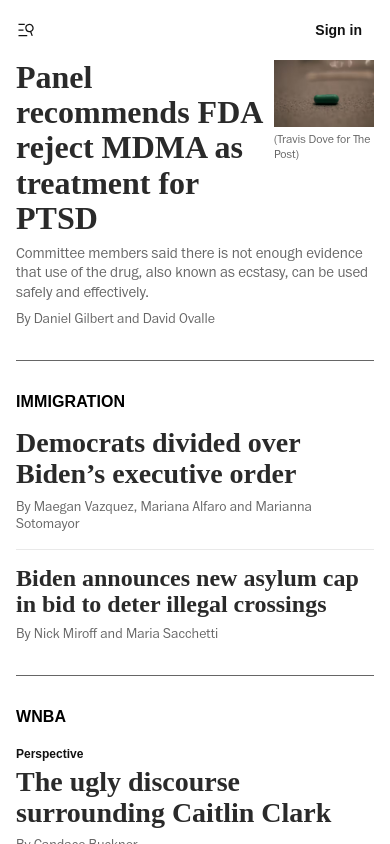 Sign in
Panel
recommends FDA
reject MDMA as
treatment for
PTSD
(Travis Dove for The
Post)
Committee members said there is not enough evidence
that use of the drug, also known as ecstasy, can be used
safely and effectively.
By Daniel Gilbert and David Ovalle
IMMIGRATION
Democrats divided over
Biden’s executive order
By Maegan Vazquez, Mariana Alfaro and Marianna
Sotomayor
Biden announces new asylum cap
in bid to deter illegal crossings
By Nick Miroff and Maria Sacchetti
WNBA
Perspective
The ugly discourse
surrounding Caitlin Clark
By Candace Buckner